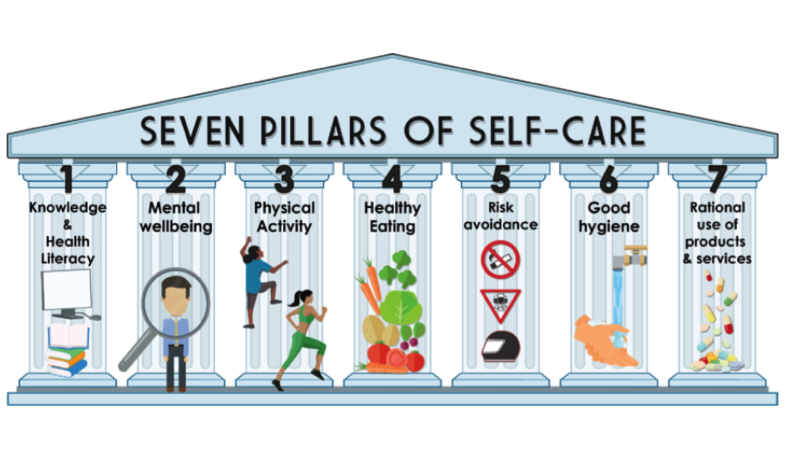 SEVEN PILLARS OF SELF-CARE
1
Knowledge
&
Health
Literacy
2
Mental
wellbeing
3
Physical
Activity
4
Healthy
Eating
5
Risk
avoidance
6
Good
hygiene
7
Rational
use of
products
& services